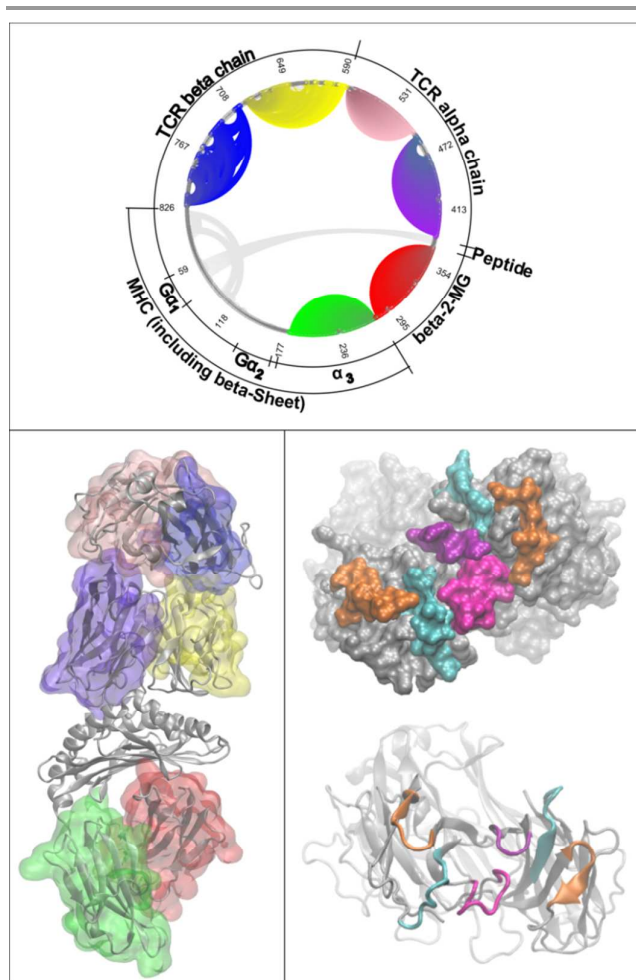 TCR beta chain
TCR alpha chain
Peptide
beta-2-MG
α3
MHC (including beta-Sheet)
Gα2
Gα1
590
531
472
413
354
295
236
177
118
59
826
767
708
649